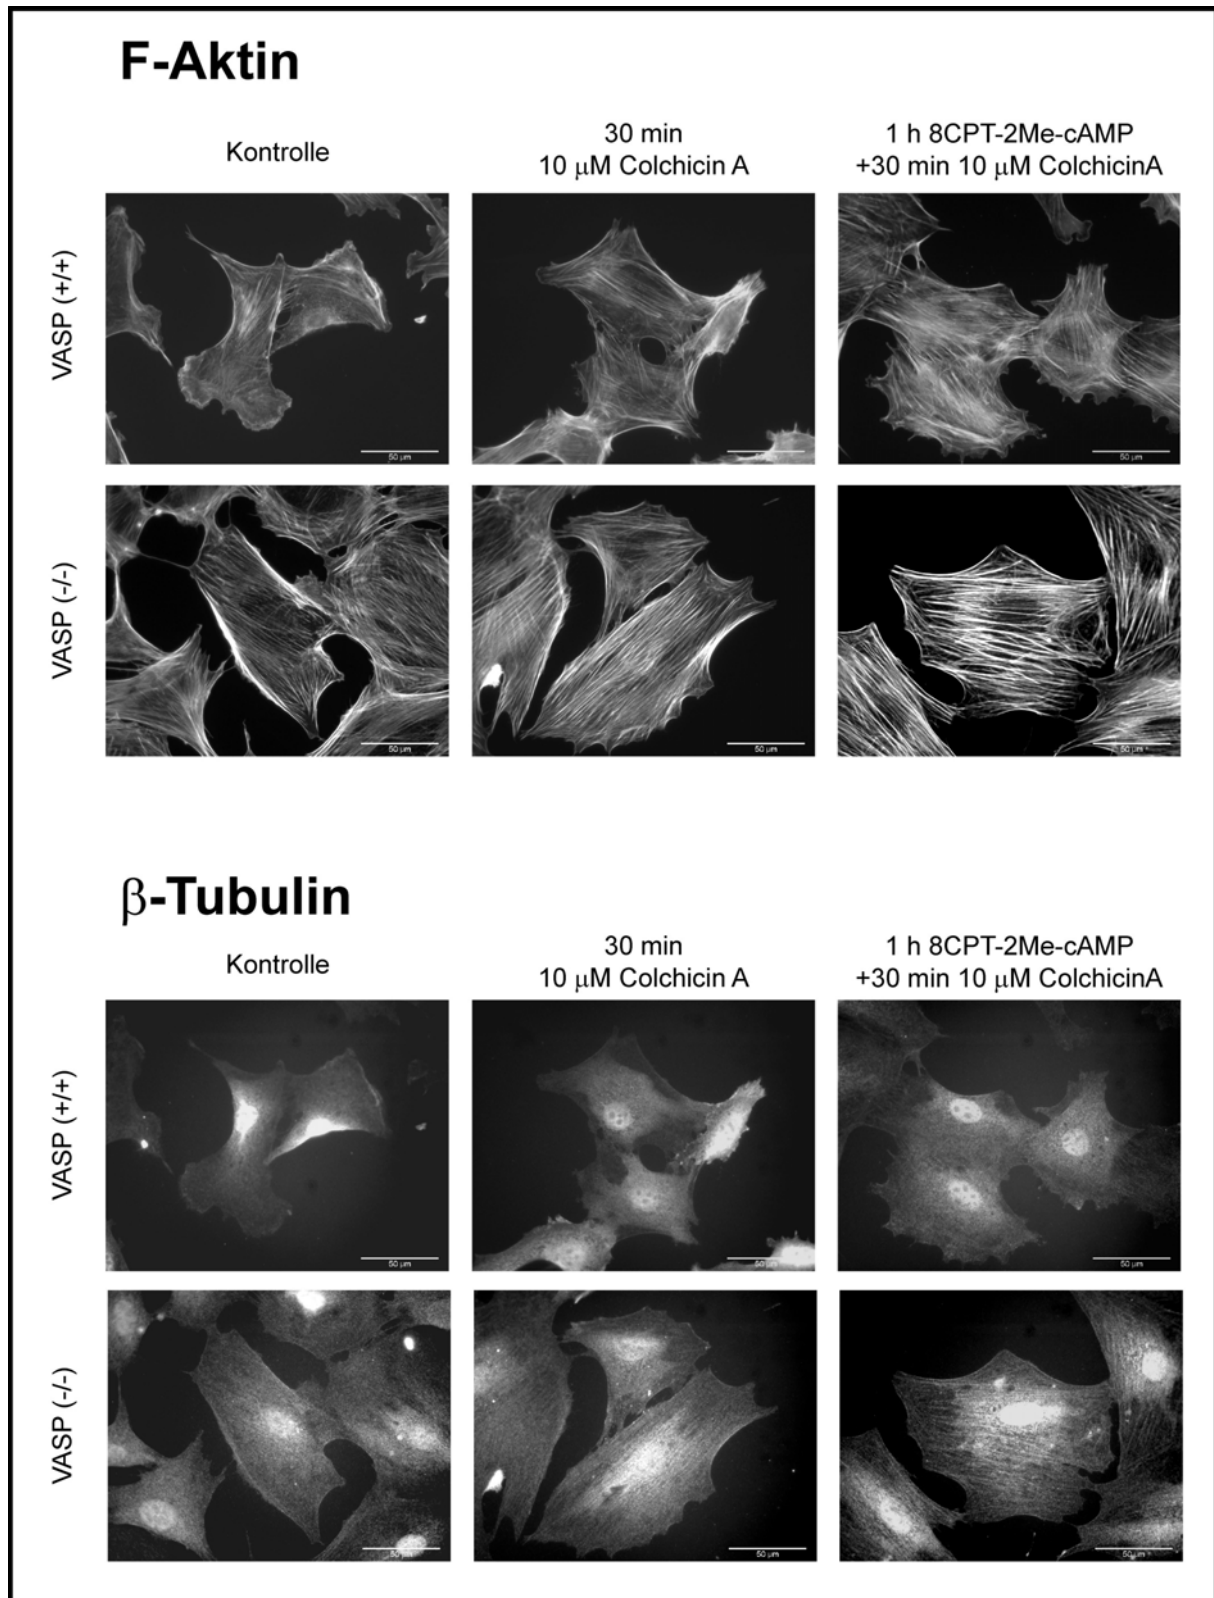 F-Aktin
Kontrolle
30 min
10 μM Colchicin A
1 h 8CPT-2Me-cAMP
+30 min 10 μM ColchicinA
VASP (+/+)
50 μm
50 μm
50 μm
VASP (-/-)
50 μm
50 μm
50 μm
β-Tubulin
Kontrolle
30 min
10 μM Colchicin A
1 h 8CPT-2Me-cAMP
+30 min 10 μM ColchicinA
VASP (+/+)
50 μm
50 μm
50 μm
VASP (-/-)
50 μm
50 μm
50 μm